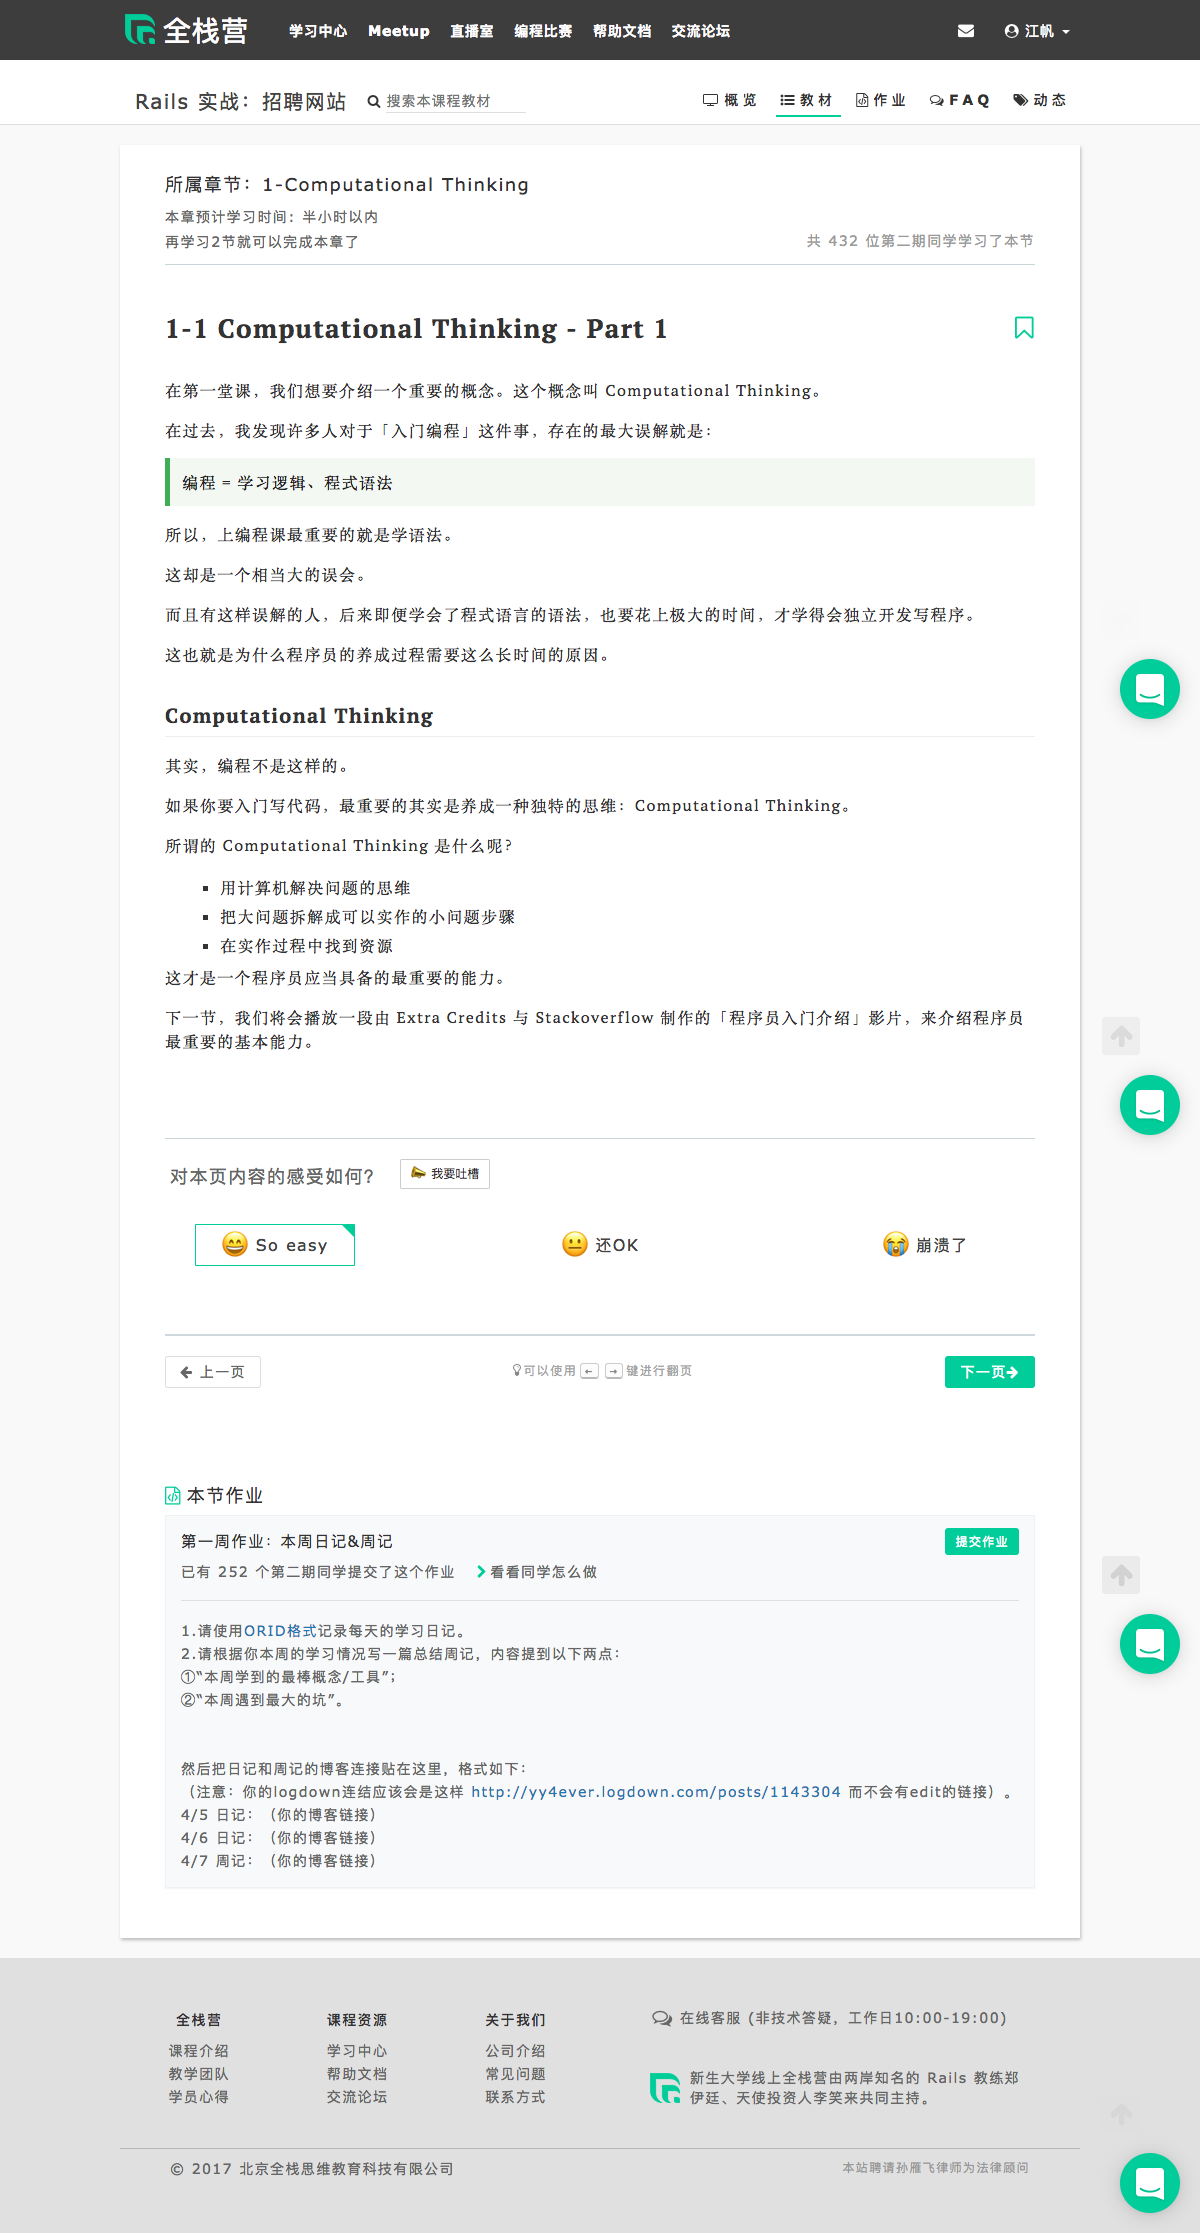 全栈营
学习中心 Meetup 直播室 编程比赛 帮助文档 交流论坛
江帆
Rails 实战：招聘网站
搜索本课程教材
概览 教材 作业 FAQ 动态
所属章节：1-Computational Thinking
本章预计学习时间：半小时以内
再学习2节就可以完成本章了
共 432 位第二期同学学习了本节
1-1 Computational Thinking - Part 1
在第一堂课，我们想要介绍一个重要的概念。这个概念叫 Computational Thinking。
在过去，我发现许多人对于「入门编程」这件事，存在的最大误解就是：
编程 = 学习逻辑、程式语法
所以，上编程课最重要的就是学语法。
这却是一个相当大的误会。
而且有这样误解的人，后来即便学会了程式语言的语法，也要花上极大的时间，才学得会独立开发写程序。
这也就是为什么程序员的养成过程需要这么长时间的原因。
Computational Thinking
其实，编程不是这样的。
如果你要入门写代码，最重要的其实是养成一种独特的思维：Computational Thinking。
所谓的 Computational Thinking 是什么呢？
▪ 用计算机解决问题的思维
▪ 把大问题拆解成可以实作的小问题步骤
▪ 在实作过程中找到资源
这才是一个程序员应当具备的最重要的能力。
下一节，我们将会播放一段由 Extra Credits 与 Stackoverflow 制作的「程序员入门介绍」影片，来介绍程序员
最重要的基本能力。
对本页内容的感受如何？
我要吐槽
So easy
还OK
崩溃了
上一页
可以使用 ← → 键进行翻页
下一页
本节作业
第一周作业：本周日记&周记
提交作业
已有 252 个第二期同学提交了这个作业
看看同学怎么做
1.请使用ORID格式记录每天的学习日记。
2.请根据你本周的学习情况写一篇总结周记，内容提到以下两点：
①“本周学到的最棒概念/工具”；
②“本周遇到最大的坑”。
然后把日记和周记的博客连接贴在这里，格式如下：
（注意：你的logdown连结应该会是这样 http://yy4ever.logdown.com/posts/1143304 而不会有edit的链接）。
4/5 日记：（你的博客链接）
4/6 日记：（你的博客链接）
4/7 周记：（你的博客链接）
全栈营
课程介绍
教学团队
学员心得
课程资源
学习中心
帮助文档
交流论坛
关于我们
公司介绍
常见问题
联系方式
在线客服 (非技术答疑，工作日10:00-19:00)
新生大学线上全栈营由两岸知名的 Rails 教练郑
伊廷、天使投资人李笑来共同主持。
© 2017 北京全栈思维教育科技有限公司
本站聘请孙雁飞律师为法律顾问